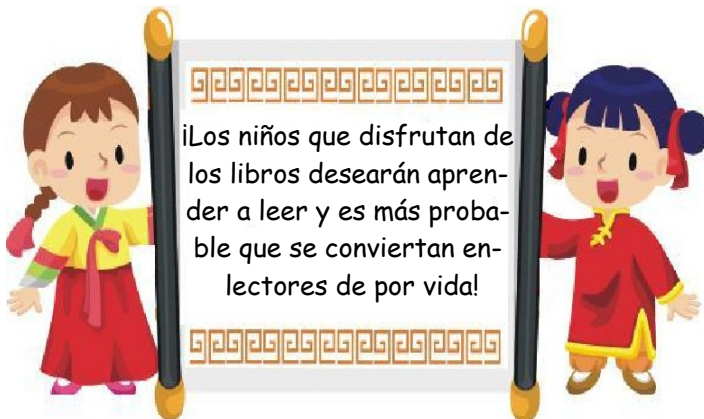 ¡Los niños que disfrutan de
los libros desearán apren-
der a leer y es más proba-
ble que se conviertan en-
lectores de por vida!